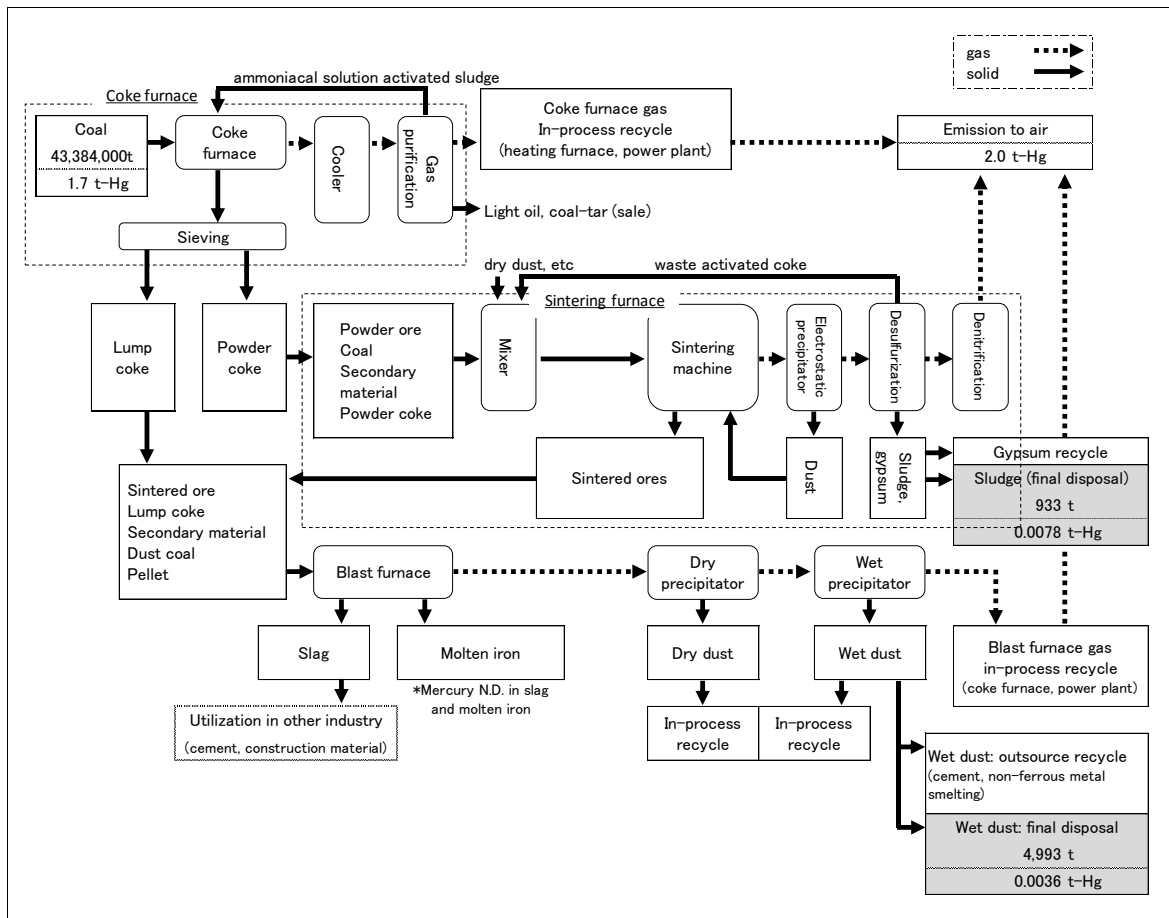 gas
solid
ammoniacal solution activated sludge
Coke furnace
Coal
43,384,000t
1.7 t-Hg
Coke
furnace
Cooler
Gas
purification
Coke furnace gas
In-process recycle
(heating furnace, power plant)
Emission to air
2.0 t-Hg
Light oil, coal-tar (sale)
Sieving
dry dust, etc
waste activated coke
Sintering furnace
Lump
coke
Powder
coke
Powder ore
Coal
Secondary
material
Powder coke
Mixer
Sintering
machine
Electrostatic
precipitator
Desulfurization
Denitrification
Sintered ores
Dust
Sludge,
gypsum
Gypsum recycle
Sludge (final disposal)
933 t
0.0078 t-Hg
Sintered ore
Lump coke
Secondary material
Dust coal
Pellet
Blast furnace
Dry
precipitator
Wet
precipitator
Slag
Molten iron
*Mercury N.D. in slag
and molten iron
Dry dust
Wet dust
Blast furnace gas
in-process recycle
(coke furnace, power plant)
Utilization in other industry
(cement, construction material)
In-process
recycle
In-process
recycle
Wet dust: outsource recycle
(cement, non-ferrous metal
smelting)
Wet dust: final disposal
4,993 t
0.0036 t-Hg